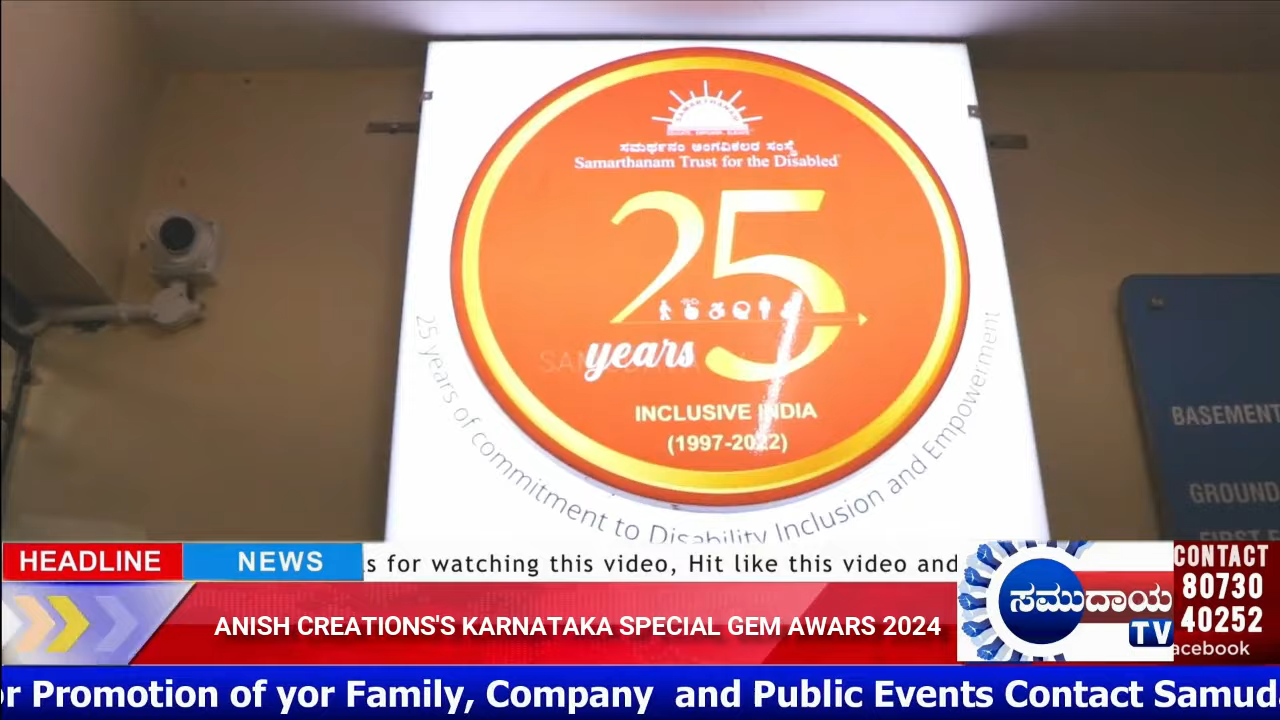 SAMARTHANAM
ಸಮರ್ಥನಂ ಅಂಗವಿಕಲರ ಸಂಸ್ಥೆ
Samarthanam Trust for the Disabled
25
years
INCLUSIVE INDIA
(1997-2022)
25 years of commitment to Disability Inclusion and Empowerment
BASEMENT
GROUND
HEADLINE NEWS
s for watching this video, Hit like this video and
ANISH CREATIONS'S KARNATAKA SPECIAL GEM AWARS 2024
ಸಮುದಾಯ
TV
CONTACT
80730
40252
acebook
or Promotion of yor Family, Company and Public Events Contact Samud